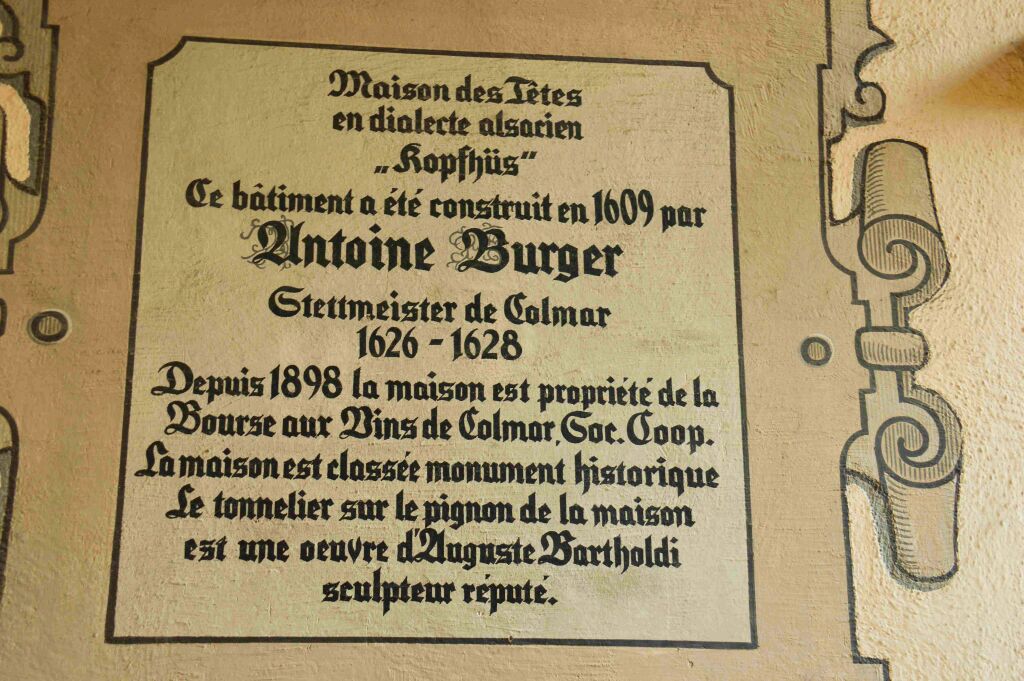 Maison des Têtes
en dialecte alsacien
„Kopfhüs“
Ce bâtiment a été construit en 1609 par
Antoine Burger
Stettmeister de Colmar
1626 - 1628
Depuis 1898 la maison est propriété de la
Bourse aux Vins de Colmar, Soc. Coop.
La maison est classée monument historique
Le tonnelier sur le pignon de la maison
est une oeuvre d'Auguste Bartholdi
sculpteur réputé.